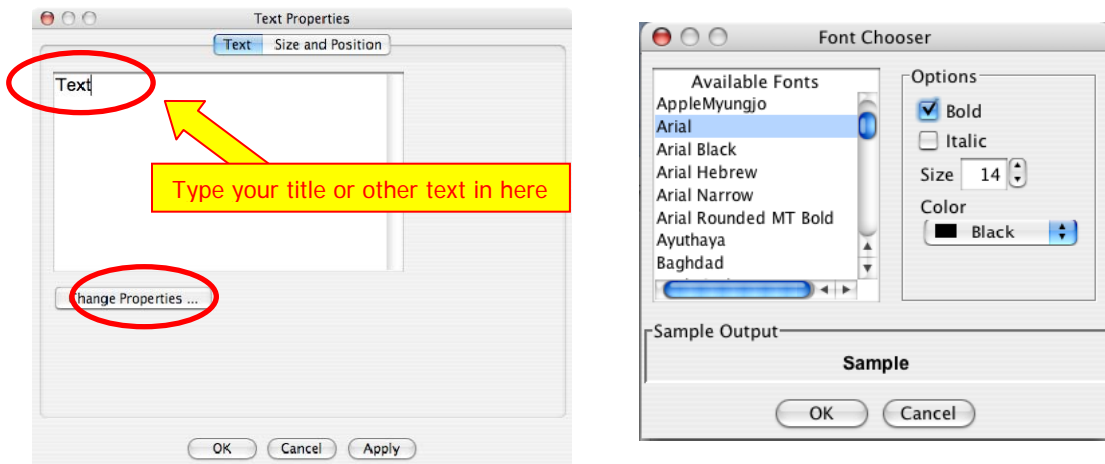 Text Properties
Text Size and Position
Text
Type your title or other text in here
Change Properties ...
OK Cancel Apply
Font Chooser
Available Fonts
AppleMyungjo
Arial
Arial Black
Arial Hebrew
Arial Narrow
Arial Rounded MT Bold
Ayuthaya
Baghdad
Options
Bold
Italic
Size 14
Color
Black
Sample Output
Sample
OK Cancel